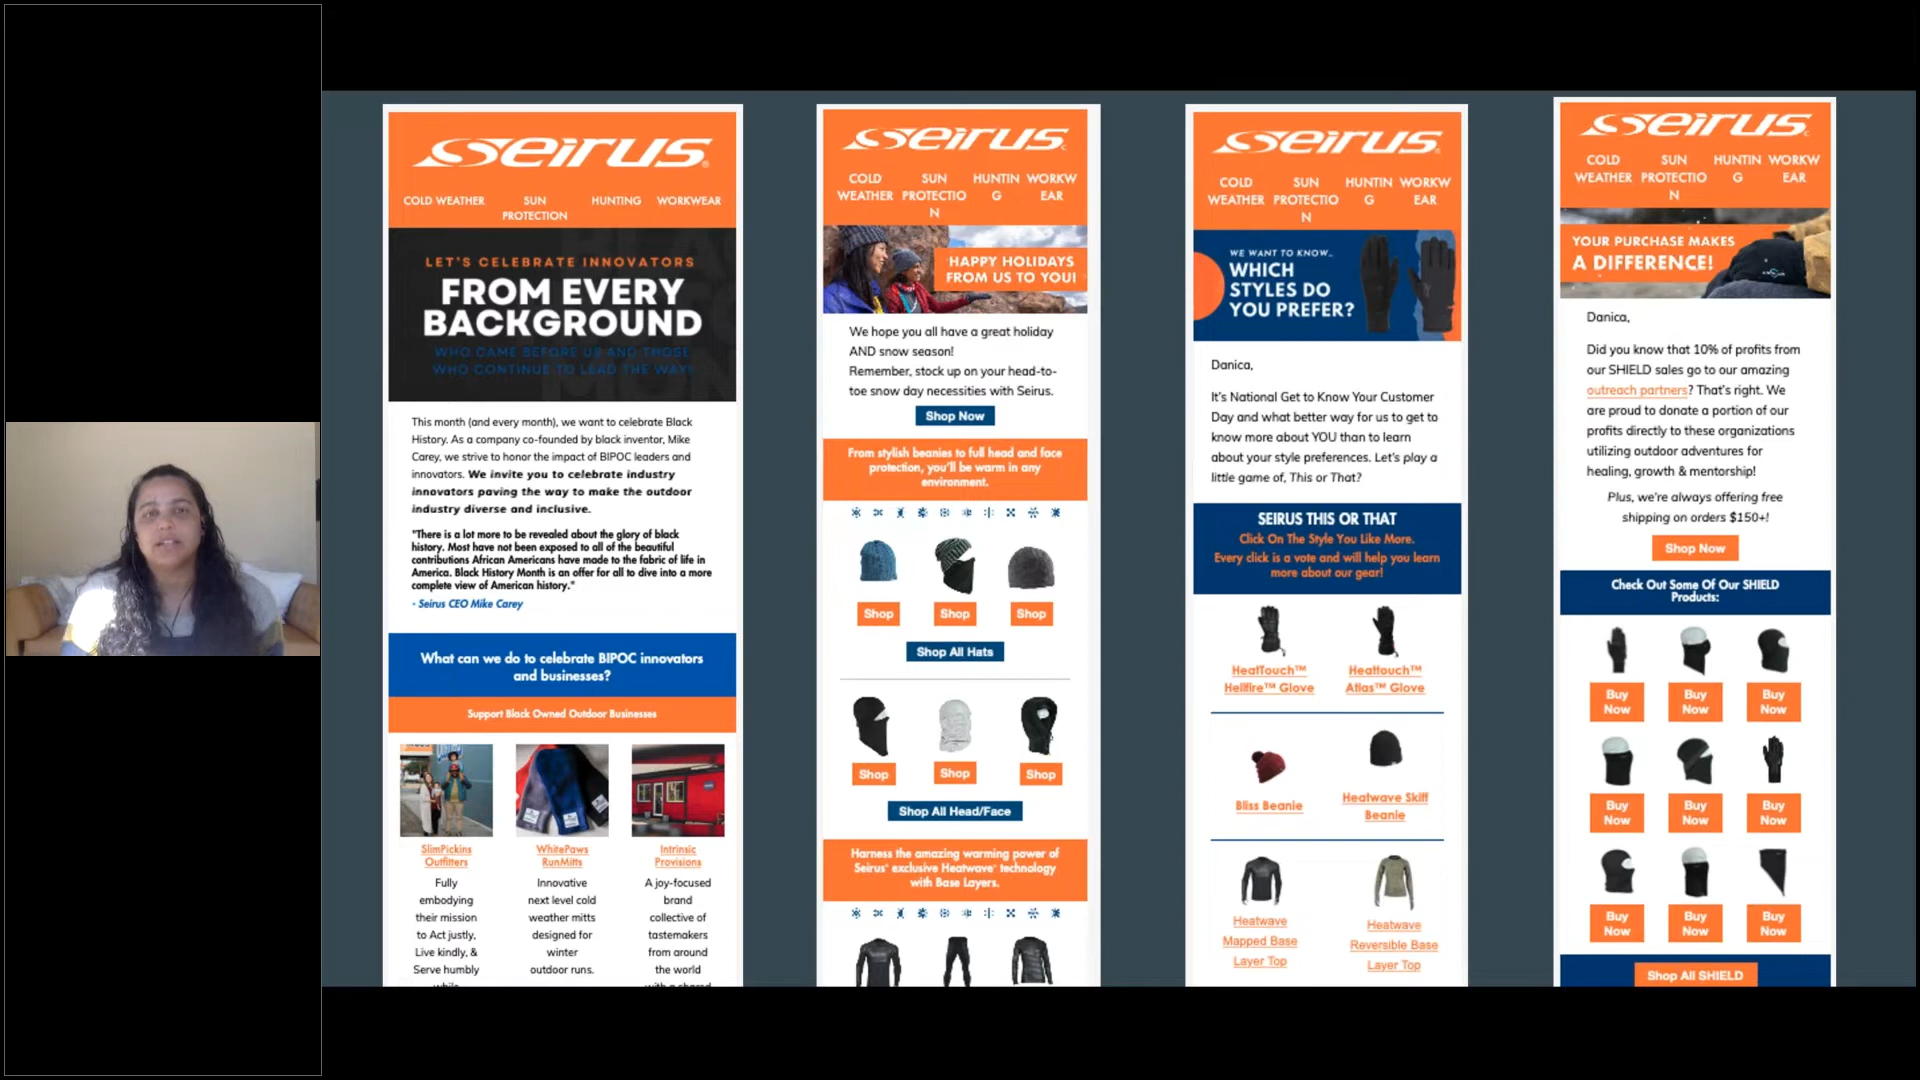 seirus
COLD WEATHER
SUN
PROTECTION
HUNTING
WORKWEAR
LET'S CELEBRATE INNOVATORS
FROM EVERY
BACKGROUND
WHO CAME BEFORE US AND THOSE
WHO CONTINUE TO LEAD THE WAY!
This month (and every month), we want to celebrate Black
History. As a company co-founded by black inventor, Mike
Carey, we strive to honor the impact of BIPOC leaders and
innovators. We invite you to celebrate industry
innovators paving the way to make the outdoor
industry diverse and inclusive.
"There is a lot more to be revealed about the glory of black
history. Most have not been exposed to all of the beautiful
contributions African Americans have made to the fabric of life in
America. Black History Month is an offer for all to dive into a more
complete view of American history."
- Seirus CEO Mike Carey
What can we do to celebrate BIPOC innovators
and businesses?
Support Black Owned Outdoor Businesses
SlimPickins
Outfitters
WhitePaws
RunMitts
Intrinsic
Provisions
Fully
embodying
their mission
to Act justly,
Live kindly, &
Serve humbly
while
Innovative
next level cold
weather mitts
designed for
winter
outdoor runs.
A joy-focused
brand
collective of
tastemakers
from around
the world
with a shared
seirus
COLD
WEATHER
SUN
PROTECTIO
N
HUNTIN
G
WORKW
EAR
HAPPY HOLIDAYS
FROM US TO YOU!
We hope you all have a great holiday
AND snow season!
Remember, stock up on your head-to-
toe snow day necessities with Seirus.
Shop Now
From stylish beanies to full head and face
protection, you'll be warm in any
environment.
Shop
Shop
Shop
Shop All Hats
Shop
Shop
Shop
Shop All Head/Face
Harness the amazing warming power of
Seirus® exclusive Heatwave™ technology
with Base Layers.
seirus
COLD
WEATHER
SUN
PROTECTIO
N
HUNTIN
G
WORKW
EAR
WE WANT TO KNOW...
WHICH
STYLES DO
YOU PREFER?
Danica,
It's National Get to Know Your Customer
Day and what better way for us to get to
know more about YOU than to learn
about your style preferences. Let's play a
little game of, This or That?
SEIRUS THIS OR THAT
Click On The Style You Like More.
Every click is a vote and will help you learn
more about our gear!
HeatTouch™
Hellfire™ Glove
Heattouch™
Atlas™ Glove
Bliss Beanie
Heatwave Skiff
Beanie
Heatwave
Mapped Base
Layer Top
Heatwave
Reversible Base
Layer Top
seirus
COLD
WEATHER
SUN
PROTECTIO
N
HUNTIN
G
WORKW
EAR
YOUR PURCHASE MAKES
A DIFFERENCE!
Danica,
Did you know that 10% of profits from
our SHIELD sales go to our amazing
outreach partners? That's right. We
are proud to donate a portion of our
profits directly to these organizations
utilizing outdoor adventures for
healing, growth & mentorship!
Plus, we're always offering free
shipping on orders $150+!
Shop Now
Check Out Some Of Our SHIELD
Products:
Buy
Now
Buy
Now
Buy
Now
Buy
Now
Buy
Now
Buy
Now
Buy
Now
Buy
Now
Buy
Now
Shop All SHIELD